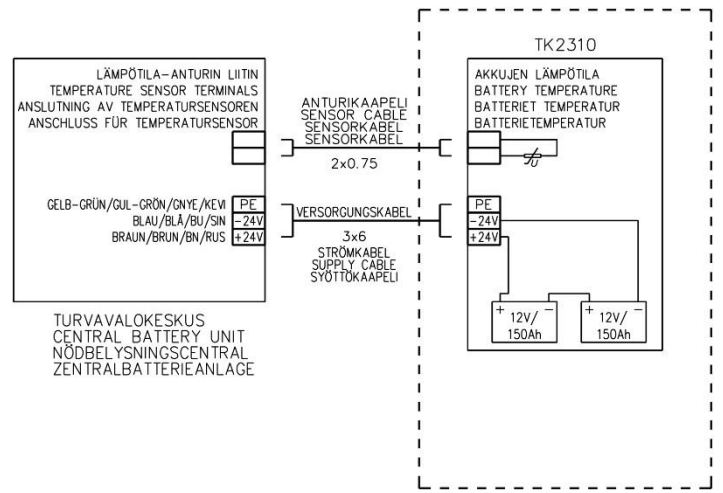 TK2310
LÄMPÖTILA-ANTURIN LIITIN
TEMPERATURE SENSOR TERMINALS
ANSLUTNING AV TEMPERATURSENSOREN
ANSCHLUSS FÜR TEMPERATURSENSOR
ANTURIKAAPELI
SENSOR CABLE
SENSORKABEL
SENSORKABEL
2x0.75
AKKUJEN LÄMPÖTILA
BATTERY TEMPERATURE
BATTERIET TEMPERATUR
BATTERIETEMPERATUR
U
GELB-GRÜN/GUL-GRÖN/GNYE/KEVI PE
BLAU/BLÅ/BU/SIN -24V
BRAUN/BRUN/BN/RUS +24V
VERSORGUNGSKABEL
3x6
STRÖMKABEL
SUPPLY CABLE
SYÖTTÖKAAPELI
PE
-24V
+24V
+ 12V/ -
150Ah
+ 12V/ -
150Ah
TURVAVALOKESKUS
CENTRAL BATTERY UNIT
NÖDBELYSNINGSCENTRAL
ZENTRALBATTERIEANLAGE